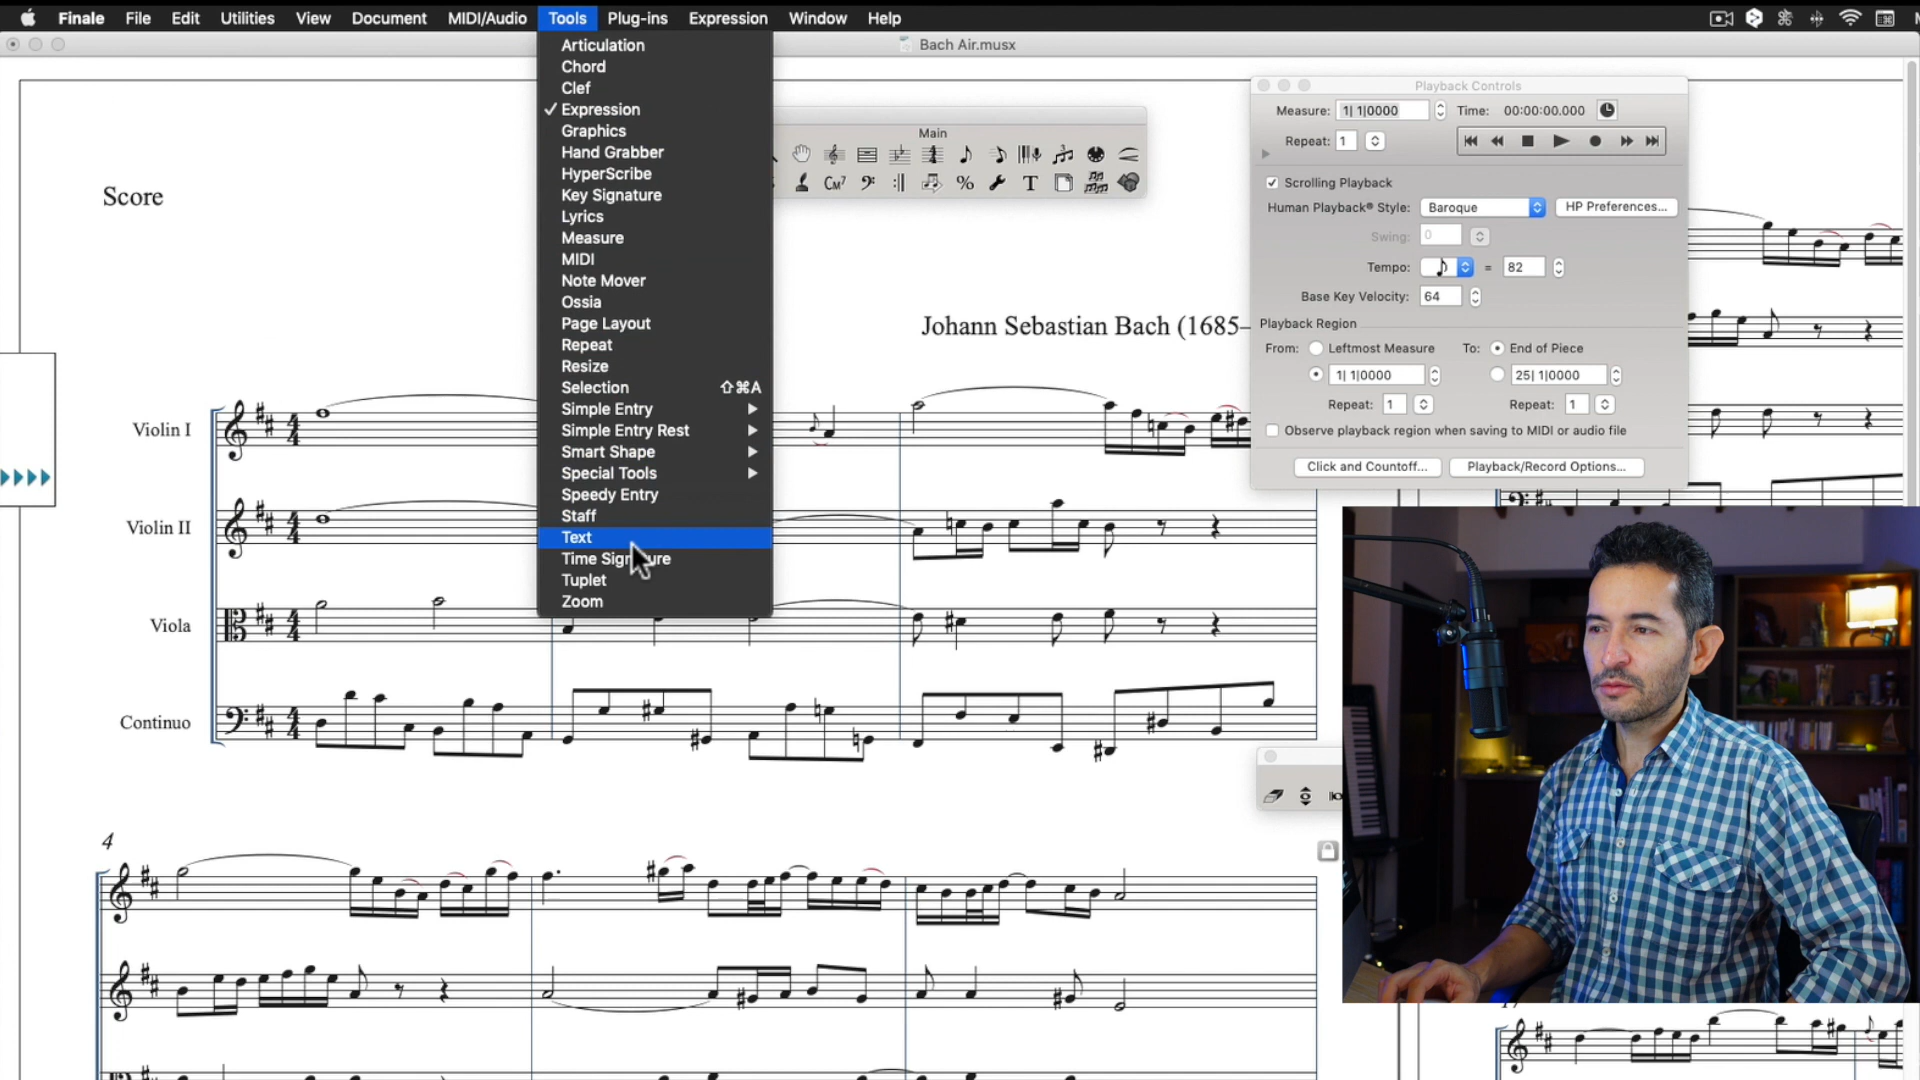 Finale File Edit Utilities View Document MIDI/Audio Tools Plug-ins Expression Window Help
Bach Air.musx
Articulation
Chord
Clef
✓ Expression
Graphics
Hand Grabber
HyperScribe
Key Signature
Lyrics
Measure
MIDI
Note Mover
Ossia
Page Layout
Repeat
Resize
Selection ⇧⌘A
Simple Entry
Simple Entry Rest
Smart Shape
Special Tools
Speedy Entry
Staff
Text
Time Signature
Tuplet
Zoom
Main
CM7
T
Playback Controls
Measure: 1| 1|0000 Time: 00:00:00.000
Repeat: 1
Scrolling Playback
Human Playback® Style: Baroque HP Preferences...
Swing: 0
Tempo: = 82
Base Key Velocity: 64
Playback Region
From: Leftmost Measure To: End of Piece
1| 1|0000 25| 1|0000
Repeat: 1 Repeat: 1
Observe playback region when saving to MIDI or audio file
Click and Countoff... Playback/Record Options...
Score
Johann Sebastian Bach (1685–
Violin I
Violin II
Viola
Continuo
4